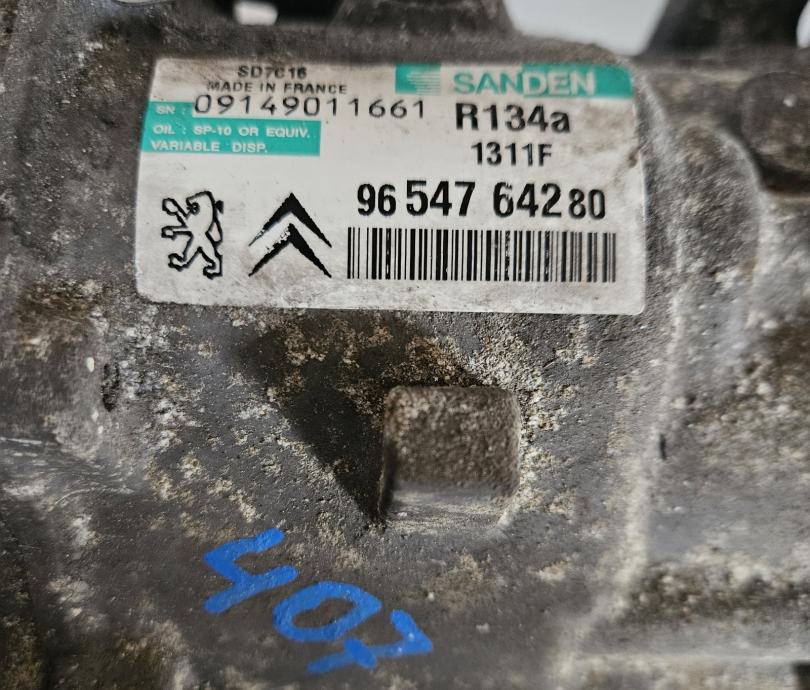 SD7C16
MADE IN FRANCE
SANDEN
SN : 09149011661
R134a
OIL : SP-10 OR EQUIV.
VARIABLE DISP.
1311F
96 547 642 80
407